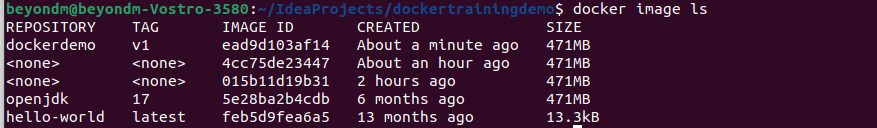 beyondm@beyondm-Vostro-3580:~/IdeaProjects/dockertrainingdemo$ docker image ls
REPOSITORY TAG IMAGE ID CREATED SIZE
dockerdemo v1 ead9d103af14 About a minute ago 471MB
<none> <none> 4cc75de23447 About an hour ago 471MB
<none> <none> 015b11d19b31 2 hours ago 471MB
openjdk 17 5e28ba2b4cdb 6 months ago 471MB
hello-world latest feb5d9fea6a5 13 months ago 13.3kB